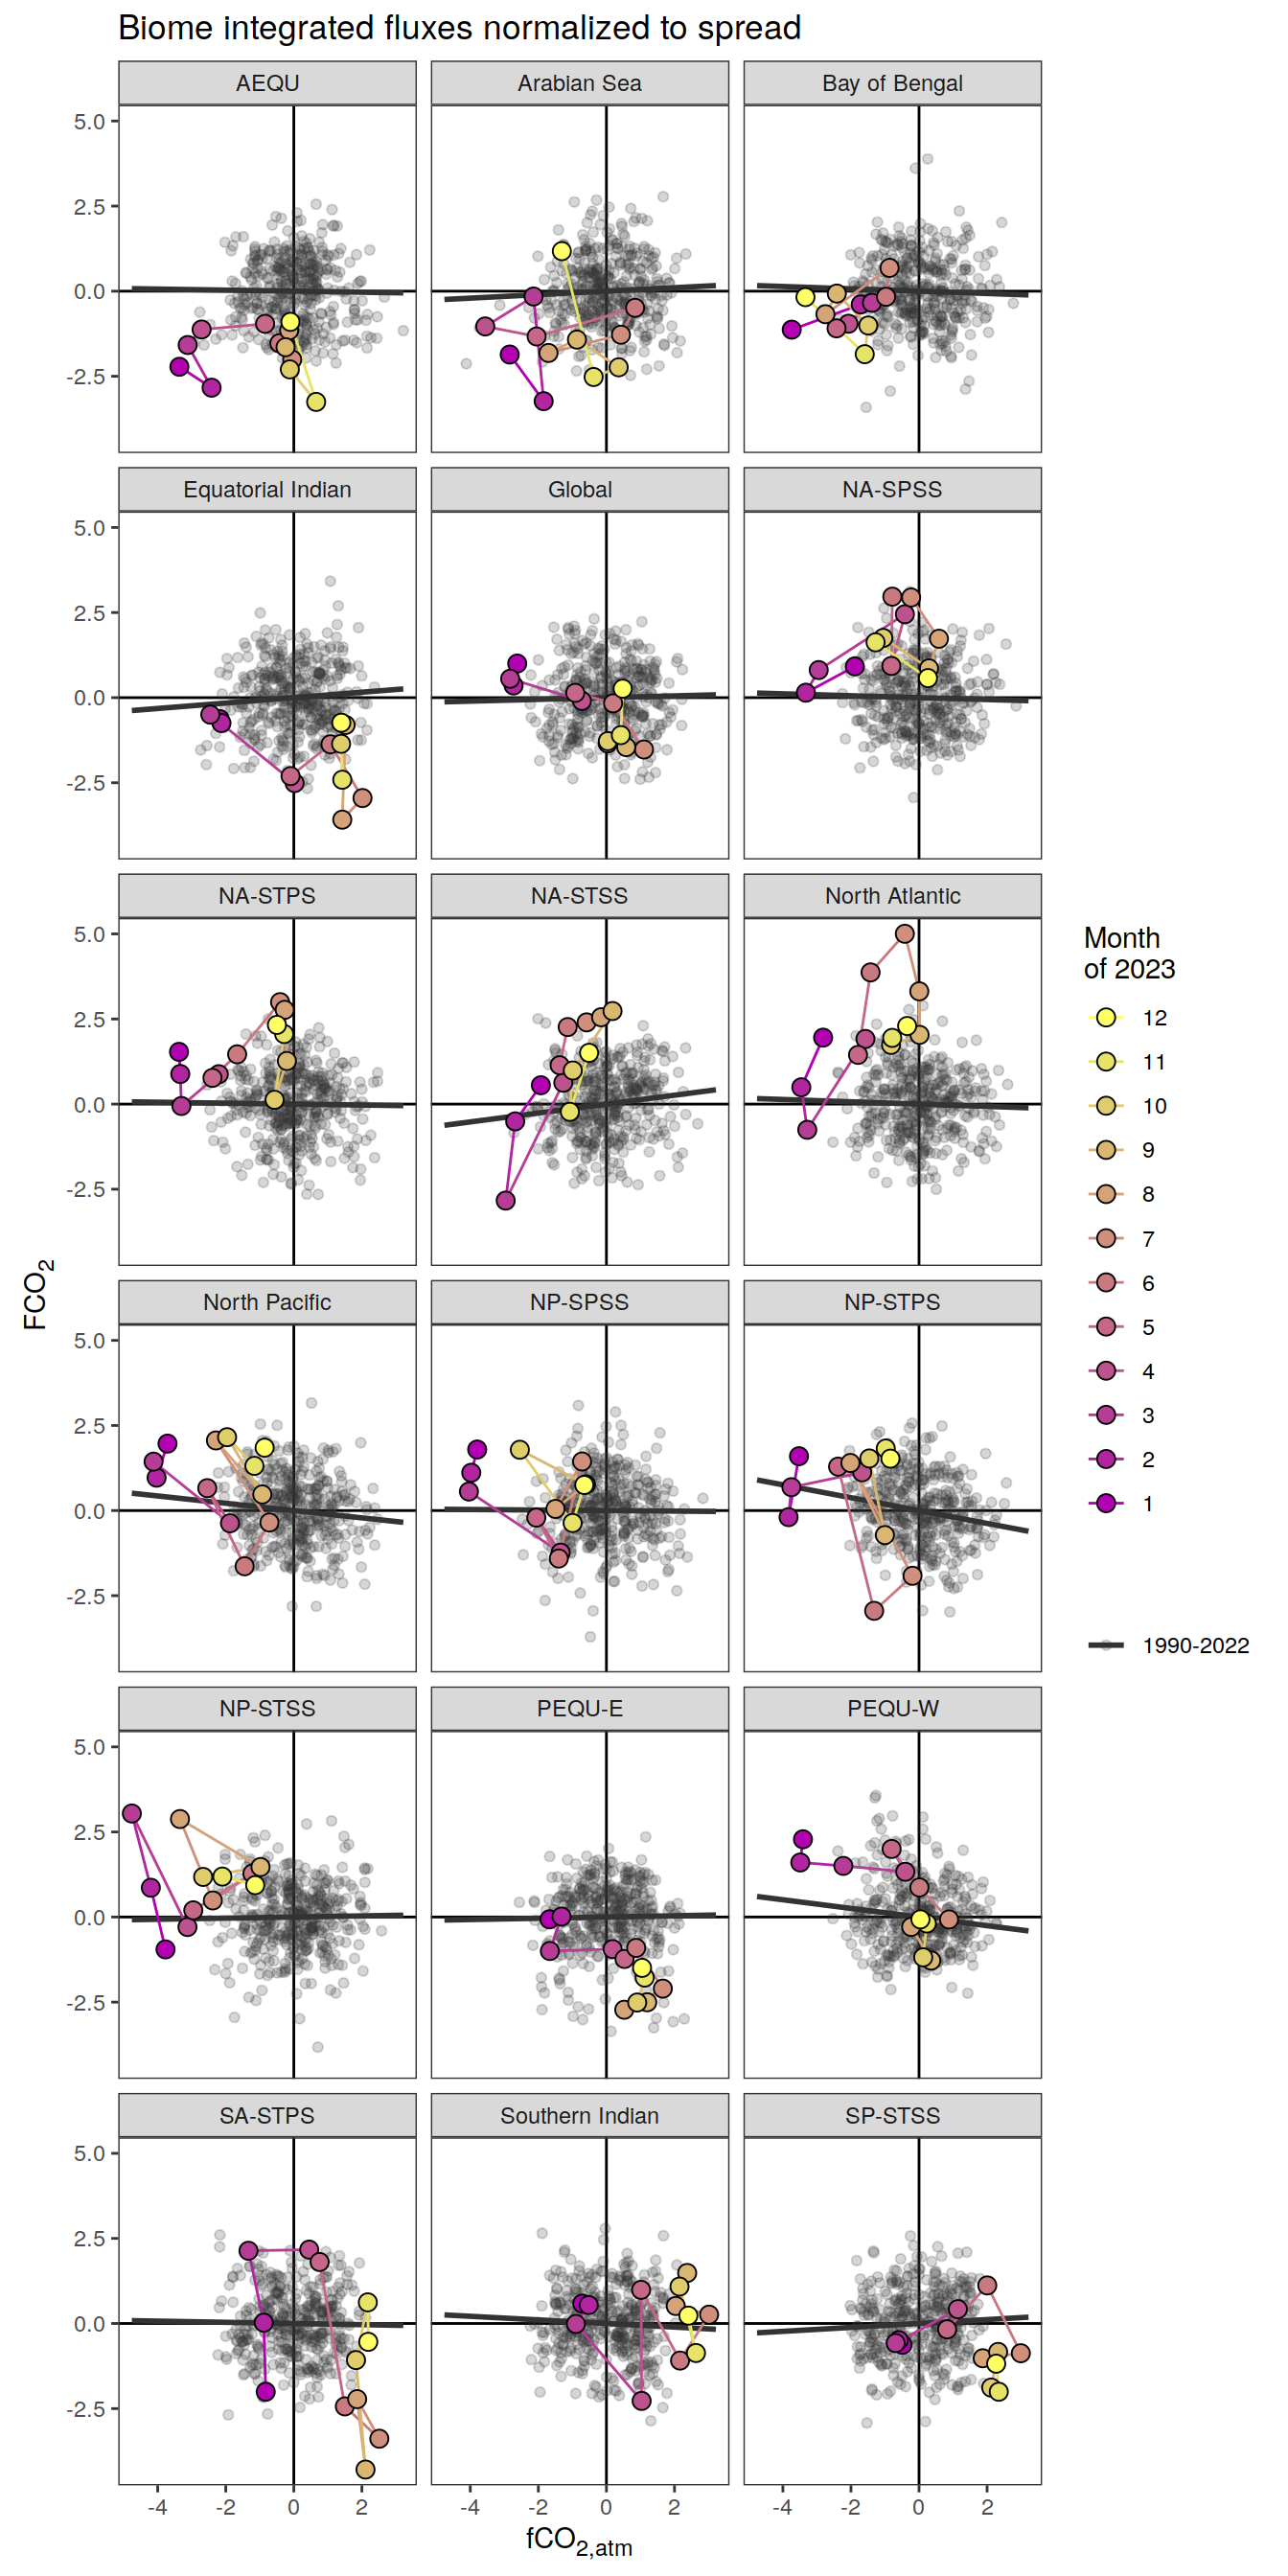 Biome integrated fluxes normalized to spread
AEQU
Arabian Sea
Bay of Bengal
5.0
2.5
0.0
-2.5
Equatorial Indian
Global
NA-SPSS
5.0
2.5
0.0
-2.5
NA-STPS
NA-STSS
North Atlantic
5.0
2.5
0.0
-2.5
North Pacific
NP-SPSS
NP-STPS
5.0
2.5
0.0
-2.5
NP-STSS
PEQU-E
PEQU-W
5.0
2.5
0.0
-2.5
SA-STPS
Southern Indian
SP-STSS
5.0
2.5
0.0
-2.5
-4 -2 0 2
-4 -2 0 2
-4 -2 0 2
fCO2,atm
FCO2
Month
of 2023
12
11
10
9
8
7
6
5
4
3
2
1
1990-2022